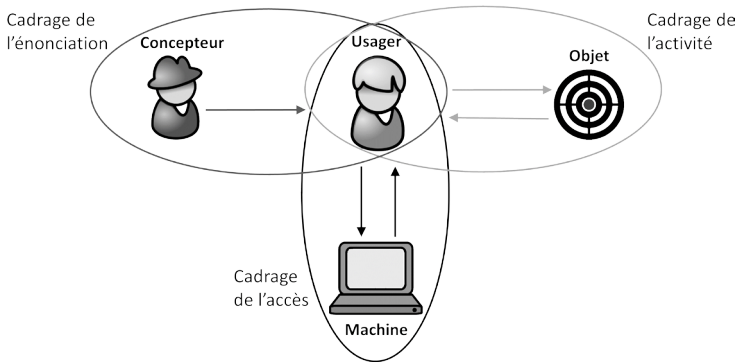 Cadrage de
l'énonciation
Concepteur
Usager
Objet
Cadrage de
l'activité
Cadrage
de l'accès
Machine